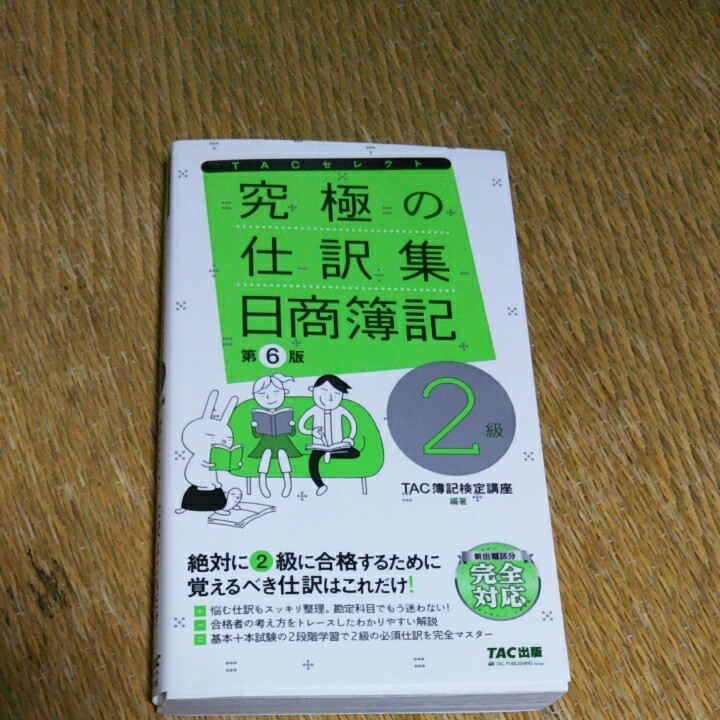 TACセレクト
究極の
仕訳集
日商簿記
第6版
2級
TAC簿記検定講座
編著
絶対に2級に合格するために
覚えるべき仕訳はこれだけ!
悩む仕訳もスッキリ整理。勘定科目でもう迷わない!
合格者の考え方をトレースしたわかりやすい解説
基本+本試験の2段階学習で2級の必須仕訳を完全マスター
新出題区分
完全
対応
TAC出版
TAC PUBLISHING Group